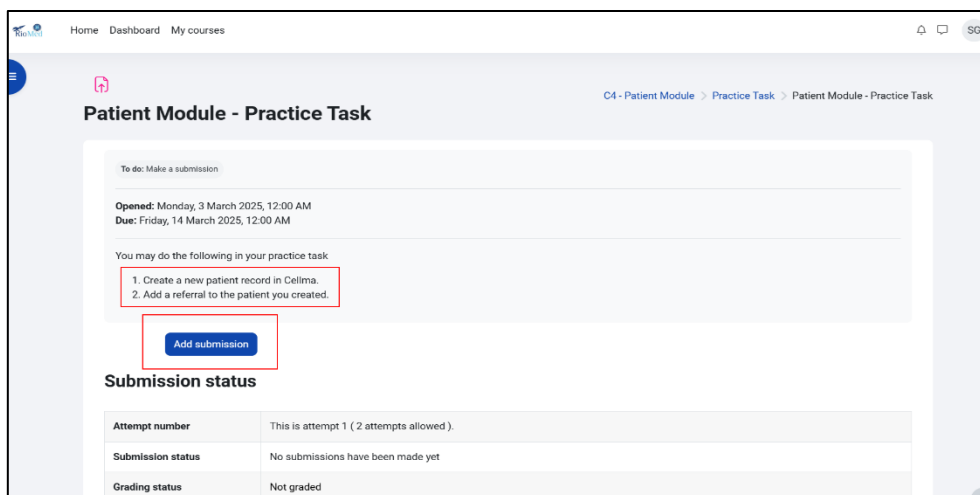 RioMed
Home Dashboard My courses
SG
C4 - Patient Module > Practice Task > Patient Module - Practice Task
Patient Module - Practice Task
To do: Make a submission
Opened: Monday, 3 March 2025, 12:00 AM
Due: Friday, 14 March 2025, 12:00 AM
You may do the following in your practice task
1. Create a new patient record in Cellma.
2. Add a referral to the patient you created.
Add submission
Submission status
Attempt number This is attempt 1 ( 2 attempts allowed ).
Submission status No submissions have been made yet
Grading status Not graded